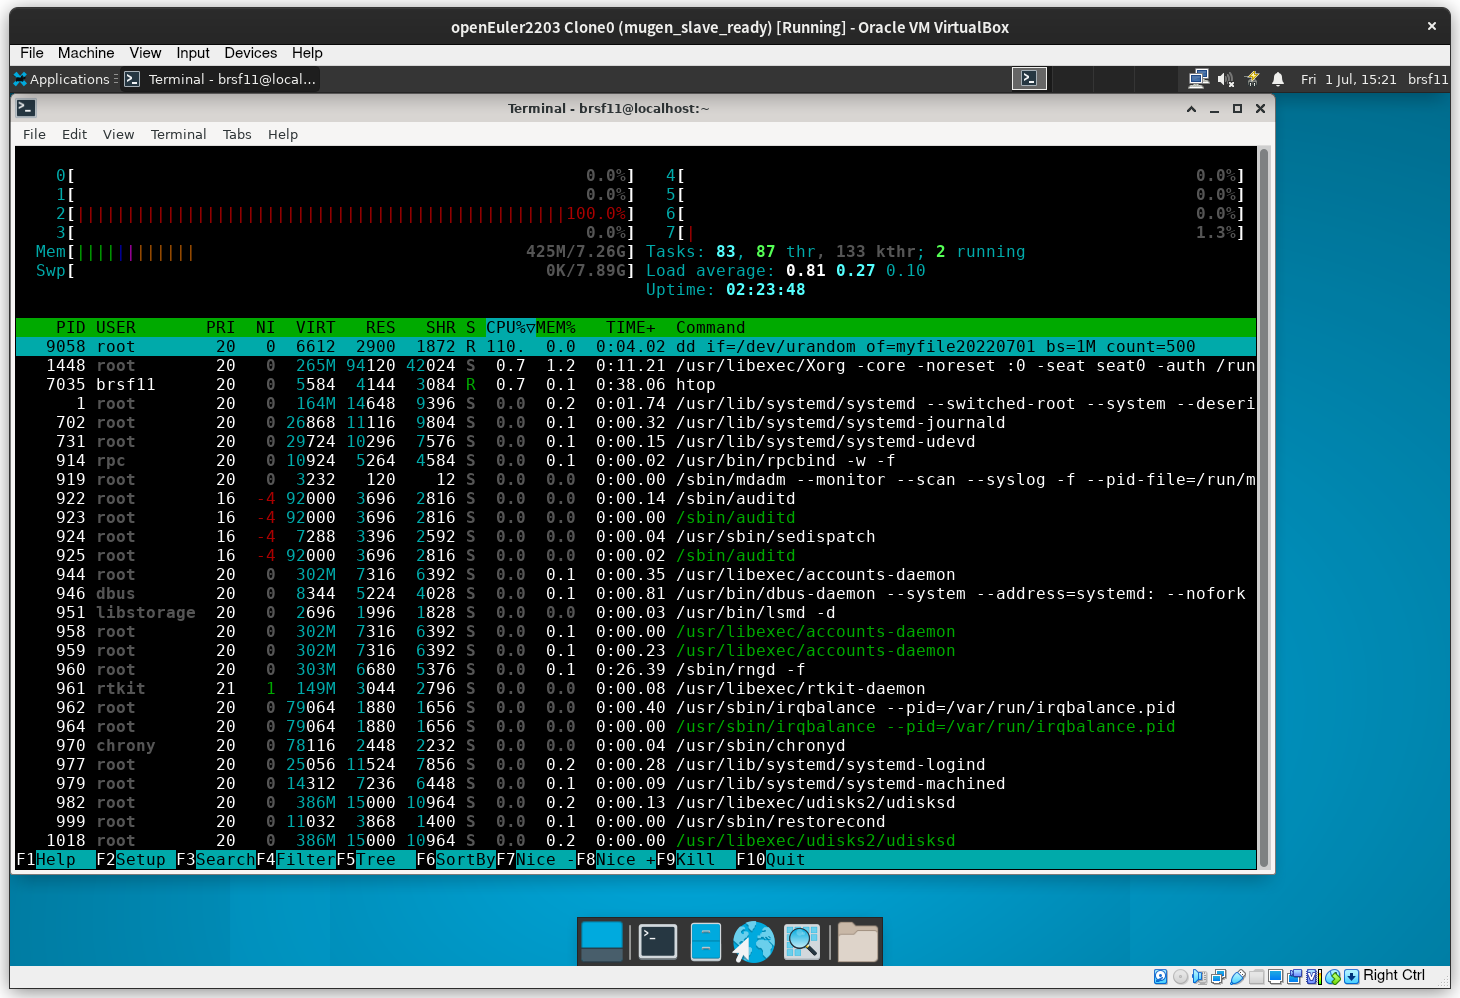 openEuler2203 Clone0 (mugen_slave_ready) [Running] - Oracle VM VirtualBox
File Machine View Input Devices Help
Applications Terminal - brsf11@local... Fri 1 Jul, 15:21 brsf11
Terminal - brsf11@localhost:~
File Edit View Terminal Tabs Help
0[ 0.0%] 4[ 0.0%]
1[ 0.0%] 5[ 0.0%]
2[|||||||||||||||||||||||||||||||||||||||||||||||||100.0%] 6[ 0.0%]
3[ 0.0%] 7[| 1.3%]
Mem[|||||||||||| 425M/7.26G] Tasks: 83, 87 thr, 133 kthr; 2 running
Swp[ 0K/7.89G] Load average: 0.81 0.27 0.10
Uptime: 02:23:48
PID USER PRI NI VIRT RES SHR S CPU%▽MEM% TIME+ Command
9058 root 20 0 6612 2900 1872 R 110. 0.0 0:04.02 dd if=/dev/urandom of=myfile20220701 bs=1M count=500
1448 root 20 0 265M 94120 42024 S 0.7 1.2 0:11.21 /usr/libexec/Xorg -core -noreset :0 -seat seat0 -auth /run
7035 brsf11 20 0 5584 4144 3084 R 0.7 0.1 0:38.06 htop
1 root 20 0 164M 14648 9396 S 0.0 0.2 0:01.74 /usr/lib/systemd/systemd --switched-root --system --deseri
702 root 20 0 26868 11116 9804 S 0.0 0.1 0:00.32 /usr/lib/systemd/systemd-journald
731 root 20 0 29724 10296 7576 S 0.0 0.1 0:00.15 /usr/lib/systemd/systemd-udevd
914 rpc 20 0 10924 5264 4584 S 0.0 0.1 0:00.02 /usr/bin/rpcbind -w -f
919 root 20 0 3232 120 12 S 0.0 0.0 0:00.00 /sbin/mdadm --monitor --scan --syslog -f --pid-file=/run/m
922 root 16 -4 92000 3696 2816 S 0.0 0.0 0:00.14 /sbin/auditd
923 root 16 -4 92000 3696 2816 S 0.0 0.0 0:00.00 /sbin/auditd
924 root 16 -4 7288 3396 2592 S 0.0 0.0 0:00.04 /usr/sbin/sedispatch
925 root 16 -4 92000 3696 2816 S 0.0 0.0 0:00.02 /sbin/auditd
944 root 20 0 302M 7316 6392 S 0.0 0.1 0:00.35 /usr/libexec/accounts-daemon
946 dbus 20 0 8344 5224 4028 S 0.0 0.1 0:00.81 /usr/bin/dbus-daemon --system --address=systemd: --nofork
951 libstorage 20 0 2696 1996 1828 S 0.0 0.0 0:00.03 /usr/bin/lsmd -d
958 root 20 0 302M 7316 6392 S 0.0 0.1 0:00.00 /usr/libexec/accounts-daemon
959 root 20 0 302M 7316 6392 S 0.0 0.1 0:00.23 /usr/libexec/accounts-daemon
960 root 20 0 303M 6680 5376 S 0.0 0.1 0:26.39 /sbin/rngd -f
961 rtkit 21 1 149M 3044 2796 S 0.0 0.0 0:00.08 /usr/libexec/rtkit-daemon
962 root 20 0 79064 1880 1656 S 0.0 0.0 0:00.40 /usr/sbin/irqbalance --pid=/var/run/irqbalance.pid
964 root 20 0 79064 1880 1656 S 0.0 0.0 0:00.00 /usr/sbin/irqbalance --pid=/var/run/irqbalance.pid
970 chrony 20 0 78116 2448 2232 S 0.0 0.0 0:00.04 /usr/sbin/chronyd
977 root 20 0 25056 11524 7856 S 0.0 0.2 0:00.28 /usr/lib/systemd/systemd-logind
979 root 20 0 14312 7236 6448 S 0.0 0.1 0:00.09 /usr/lib/systemd/systemd-machined
982 root 20 0 386M 15000 10964 S 0.0 0.2 0:00.13 /usr/libexec/udisks2/udisksd
999 root 20 0 11032 3868 1400 S 0.0 0.1 0:00.00 /usr/sbin/restorecond
1018 root 20 0 386M 15000 10964 S 0.0 0.2 0:00.00 /usr/libexec/udisks2/udisksd
F1Help F2Setup F3SearchF4FilterF5Tree F6SortByF7Nice -F8Nice +F9Kill F10Quit
Right Ctrl